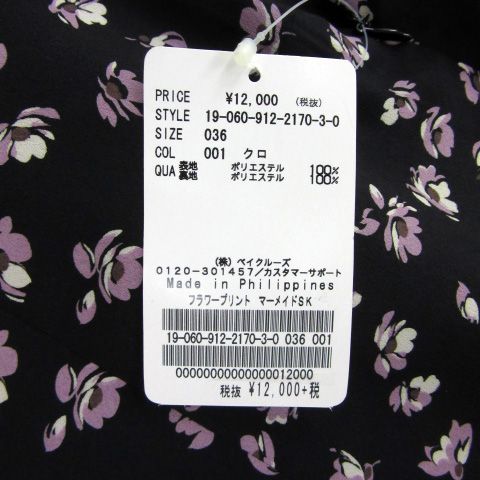 PRICE ¥12,000 (税抜)
STYLE 19-060-912-2170-3-0
SIZE 036
COL 001 クロ
QUA 表地 ポリエステル 100%
裏地 ポリエステル 100%
(株) ベイクルーズ
0120-301457/カスタマーサポート
Made in Philippines
フラワープリント マーメイドSK
19-060-912-2170-3-0 036 001
00000000000000012000
税抜 ¥12,000+税